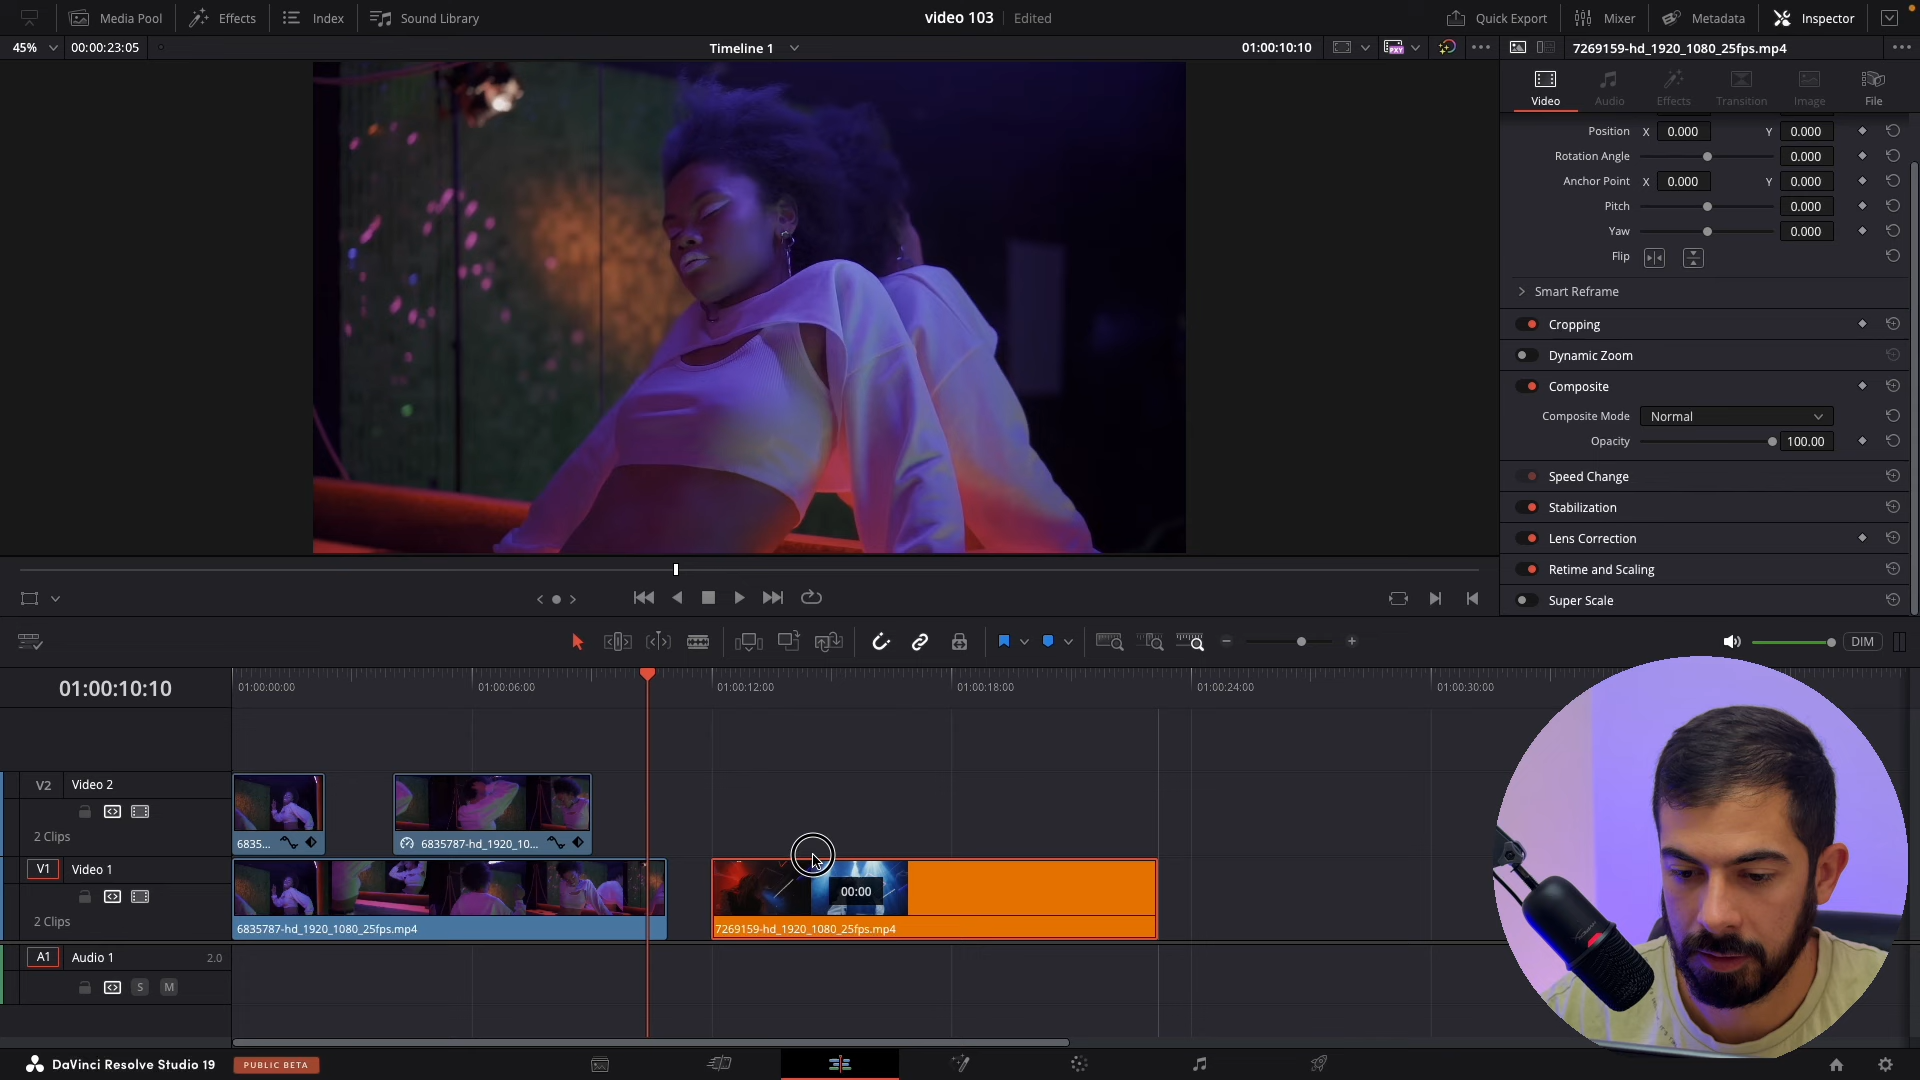 Media Pool Effects Index Sound Library video 103 Edited Quick Export Mixer Metadata Inspector
45% 00:00:23:05 Timeline 1 01:00:10:10 PXY 7269159-hd_1920_1080_25fps.mp4
Video Audio Effects Transition Image File
Position X 0.000 Y 0.000
Rotation Angle 0.000
Anchor Point X 0.000 Y 0.000
Pitch 0.000
Yaw 0.000
Flip
Smart Reframe
Cropping
Dynamic Zoom
Composite
Composite Mode Normal
Opacity 100.00
Speed Change
Stabilization
Lens Correction
Retime and Scaling
Super Scale
DIM
01:00:10:10 01:00:00:00 01:00:06:00 01:00:12:00 01:00:18:00 01:00:24:00 01:00:30:00
V2 Video 2
2 Clips 6835... 6835787-hd_1920_10...
V1 Video 1
00:00
2 Clips
6835787-hd_1920_1080_25fps.mp4 7269159-hd_1920_1080_25fps.mp4
A1 Audio 1 2.0
S M
DaVinci Resolve Studio 19 PUBLIC BETA